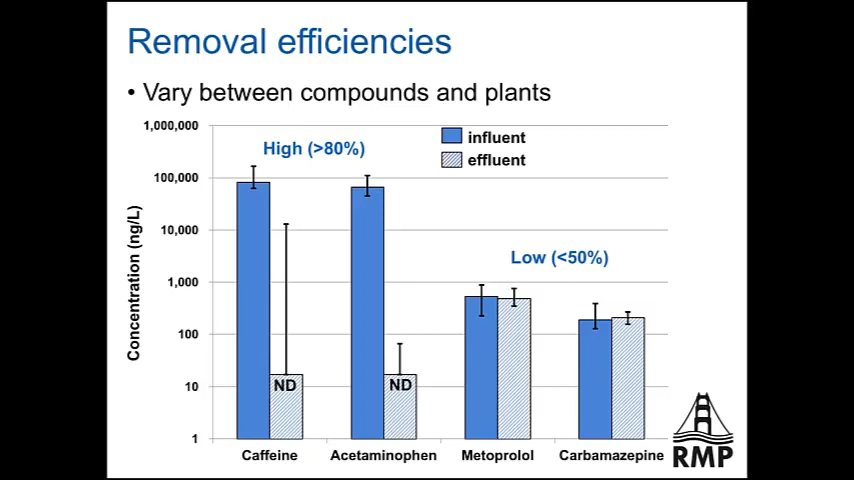 Removal efficiencies
• Vary between compounds and plants
1,000,000
100,000
10,000
1,000
100
10
1
Concentration (ng/L)
High (>80%)
influent
effluent
Low (<50%)
ND
ND
Caffeine
Acetaminophen
Metoprolol
Carbamazepine
RMP